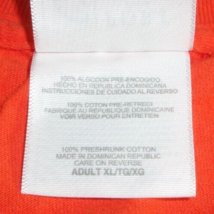 100% ALGODON PRE-ENCOGIDO
HECHO EN REPUBLICA DOMINICANA
INSTRUCCIONES DE CUIDADO AL REVERSO
100% COTON PRE-RETRECI
FABRIQUE AU REPUBLIQUE DOMINICAINE
VOIR VERSO POUR ENTRETIEN
100% PRESHRUNK COTTON
MADE IN DOMINICAN REPUBLIC
CARE ON REVERSE
ADULT XL/TG/XG